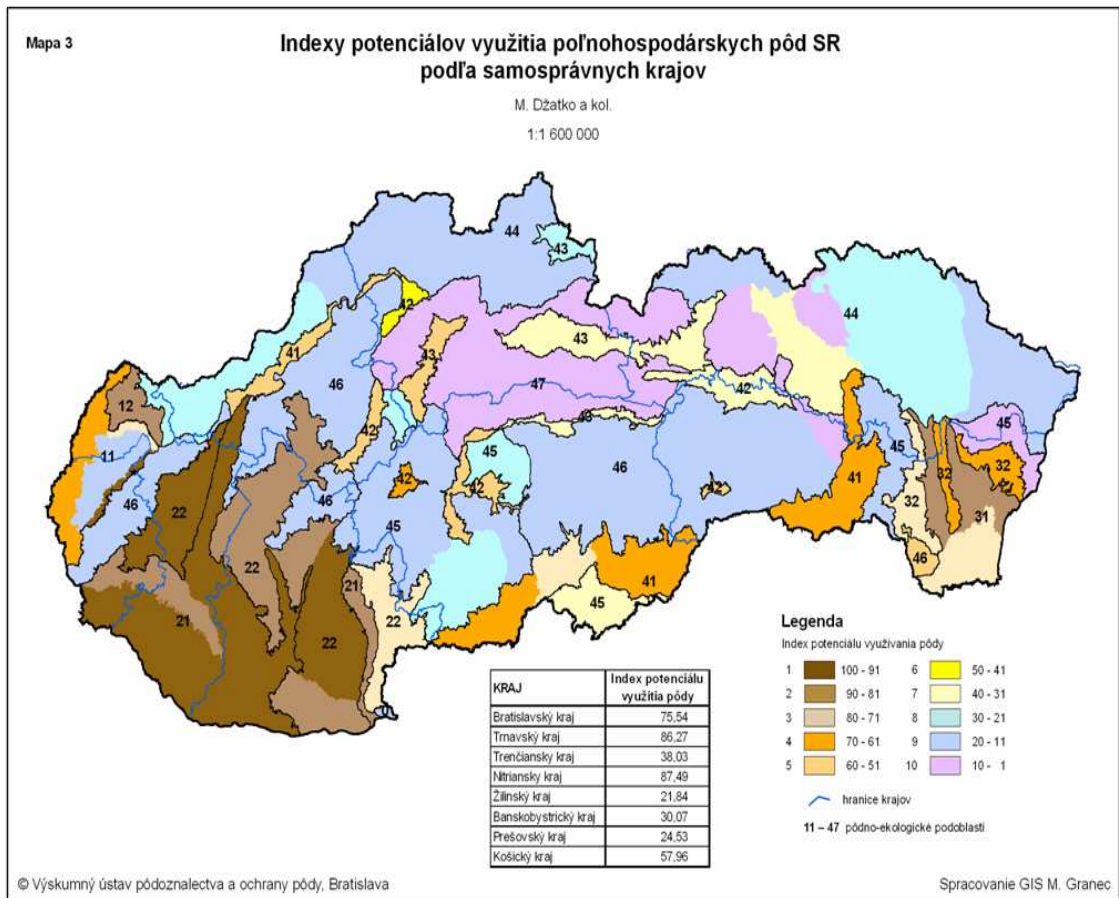 Mapa 3
Indexy potenciálov využitia poľnohospodárskych pôd SR
podľa samosprávnych krajov
M. Džatko a kol.
1:1 600 000
44
43
42
44
41
43
43
46
47
42
12
48
45
11
42
45
46
45
32
42
46
42
41
32
32
42
46
22
45
31
22
21
41
46
21
22
22
45
Legenda
Index potenciálu využívania pôdy
1 100 - 91 6 50 - 41
2 90 - 81 7 40 - 31
3 80 - 71 8 30 - 21
4 70 - 61 9 20 - 11
5 60 - 51 10 10 - 1
hranice krajov
11 – 47 pôdno-ekologické podoblasti
KRAJ Index potenciálu
využitia pôdy
Bratislavský kraj 75,54
Trnavský kraj 86,27
Trenčiansky kraj 38,03
Nitriansky kraj 87,49
Žilinský kraj 21,84
Banskobystrický kraj 30,07
Prešovský kraj 24,53
Košický kraj 57,96
© Výskumný ústav pôdoznalectva a ochrany pôdy, Bratislava
Spracovanie GIS M. Granec